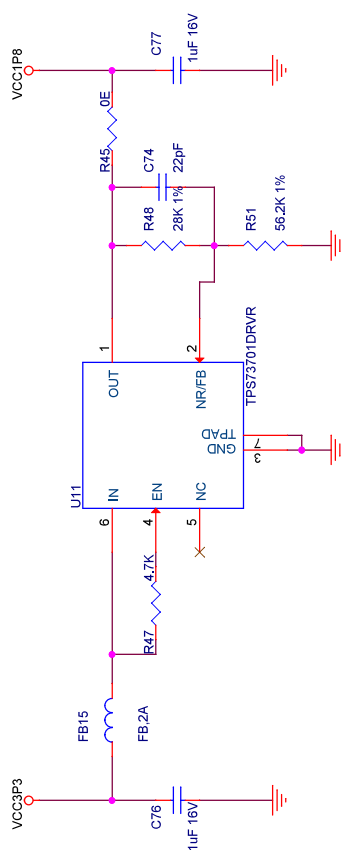 VCC1P8
C77
1uF 16V
R45
0E
C74
22pF
R48
28K 1%
R51
56.2K 1%
1
2
OUT
NR/FB
TPS73701DRVR
TPAD
7
GND
3
U11
IN
EN
NC
6
4
5
R47
4.7K
FB15
FB,2A
VCC3P3
C76
1uF 16V